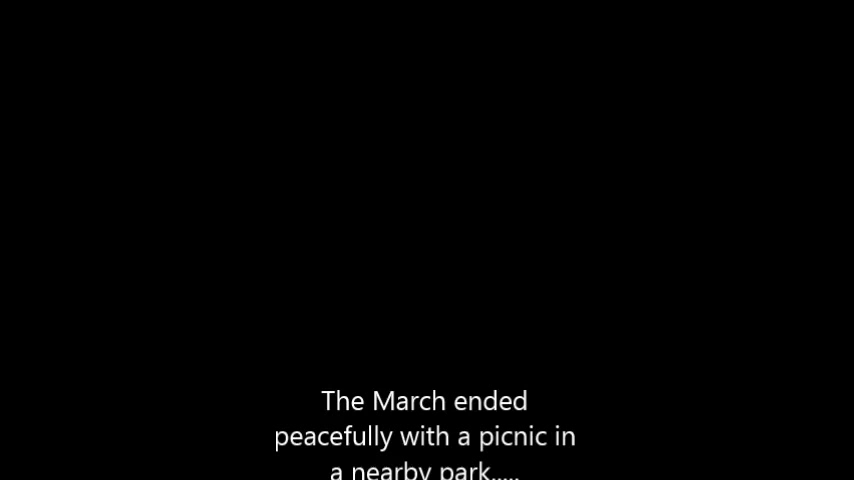 The March ended
peacefully with a picnic in
a nearby park.....